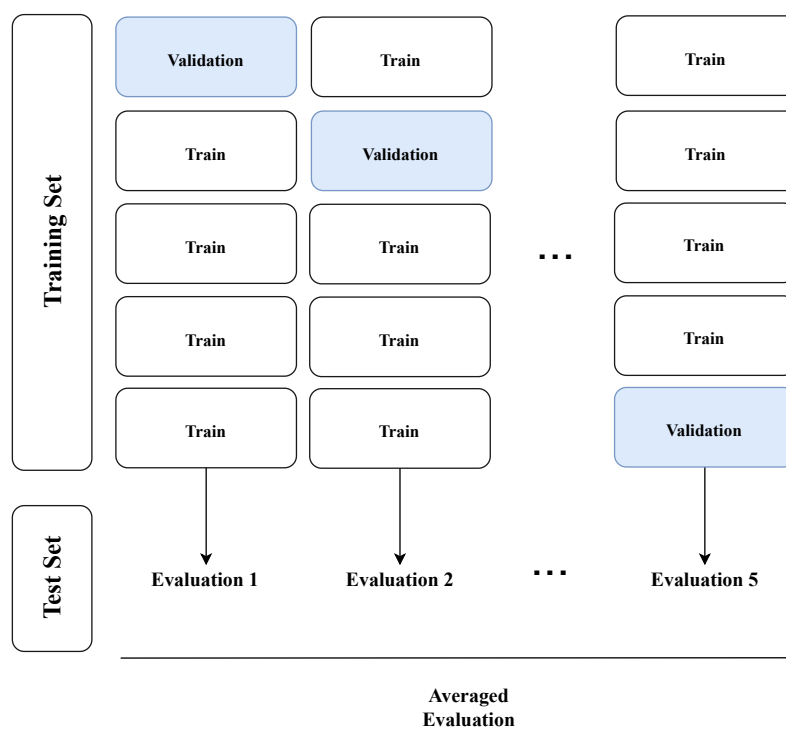 Training Set
Validation Train Train
Train Validation Train
Train Train ... Train
Train Train Train
Train Train Validation
Test Set
Evaluation 1 Evaluation 2 ... Evaluation 5
Averaged
Evaluation